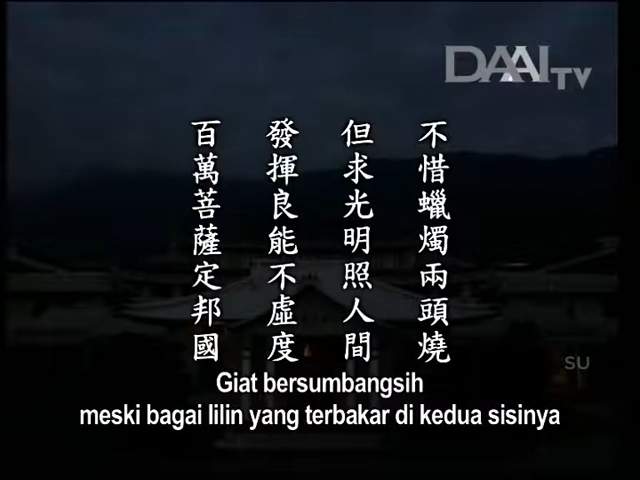 DAAI TV
不惜蠟燭兩頭燒
但求光明照人間
發揮良能不虛度
百萬菩薩定邦國
SU
Giat bersumbangsih
meski bagai lilin yang terbakar di kedua sisinya